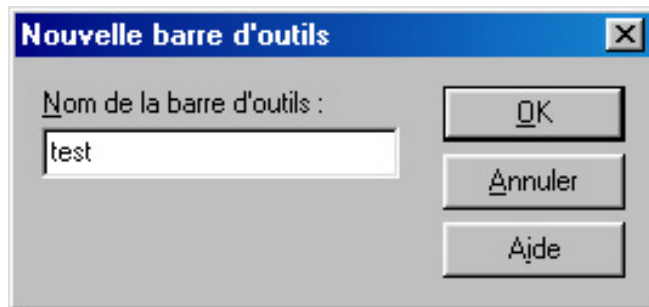 Nouvelle barre d'outils
Nom de la barre d'outils :
test
OK
Annuler
Aide